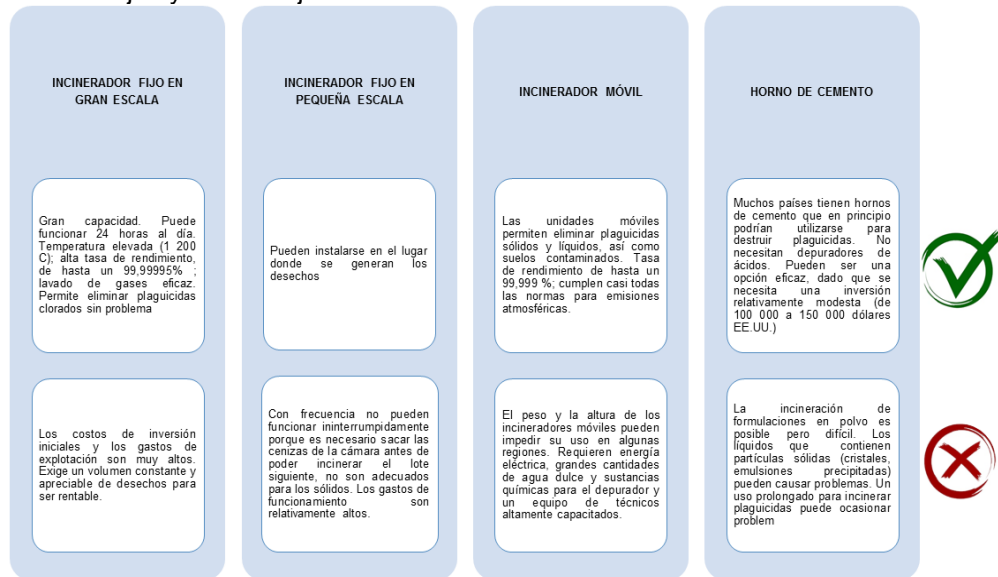 INCINERADOR FIJO EN
GRAN ESCALA
Gran capacidad. Puede
funcionar 24 horas al día.
Temperatura elevada (1 200
C); alta tasa de rendimiento,
de hasta un 99,99995% ;
lavado de gases eficaz.
Permite eliminar plaguicidas
clorados sin problema
Los costos de inversión
iniciales y los gastos de
explotación son muy altos.
Exige un volumen constante y
apreciable de desechos para
ser rentable.
INCINERADOR FIJO EN
PEQUEÑA ESCALA
Pueden instalarse en el lugar
donde se generan los
desechos
Con frecuencia no pueden
funcionar ininterrumpidamente
porque es necesario sacar las
cenizas de la cámara antes de
poder incinerar el lote
siguiente, no son adecuados
para los sólidos. Los gastos de
funcionamiento son
relativamente altos.
INCINERADOR MÓVIL
Las unidades móviles
permiten eliminar plaguicidas
sólidos y líquidos, así como
suelos contaminados. Tasa
de rendimiento de hasta un
99,999 %; cumplen casi todas
las normas para emisiones
atmosféricas.
El peso y la altura de los
incineradores móviles pueden
impedir su uso en algunas
regiones. Requieren energía
eléctrica, grandes cantidades
de agua dulce y sustancias
químicas para el depurador y
un equipo de técnicos
altamente capacitados.
HORNO DE CEMENTO
Muchos países tienen hornos
de cemento que en principio
podrían utilizarse para
destruir plaguicidas. No
necesitan depuradores de
ácidos. Pueden ser una
opción eficaz, dado que se
necesita una inversión
relativamente modesta (de
100 000 a 150 000 dólares
EE.UU.)
La incineración de
formulaciones en polvo es
posible pero difícil. Los
líquidos que contienen
partículas sólidas (cristales,
emulsiones precipitadas)
pueden causar problemas. Un
uso prolongado para incinerar
plaguicidas puede ocasionar
problem